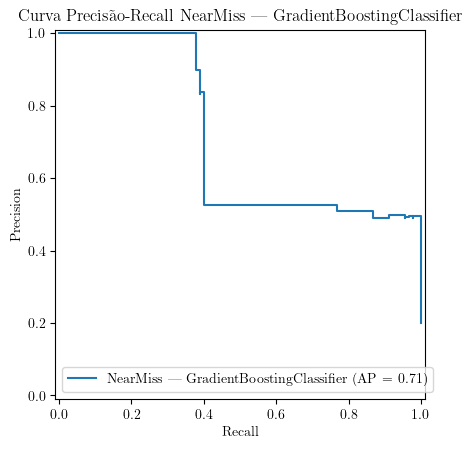 Curva Precisão-Recall NearMiss — GradientBoostingClassifier
1.0
0.8
0.6
0.4
0.2
0.0
Precision
NearMiss — GradientBoostingClassifier (AP = 0.71)
0.0 0.2 0.4 0.6 0.8 1.0
Recall